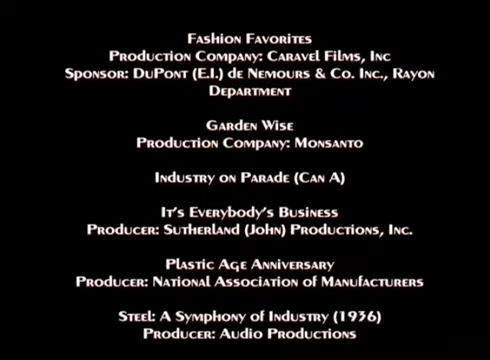 Fashion Favorites
Production Company: Caravel Films, Inc
Sponsor: DuPont (E.I.) de Nemours & Co. Inc., Rayon
Department
Garden Wise
Production Company: Monsanto
Industry on Parade (Can A)
It's Everybody's Business
Producer: Sutherland (John) Productions, Inc.
Plastic Age Anniversary
Producer: National Association of Manufacturers
Steel: A Symphony of Industry (1936)
Producer: Audio Productions